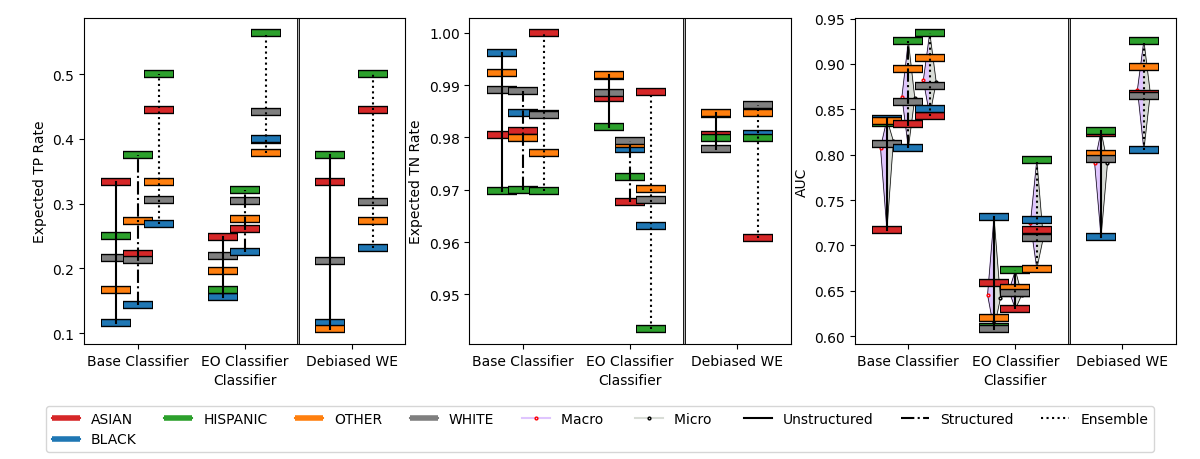 Expected TP Rate
0.5
0.4
0.3
0.2
0.1
Base Classifier EO Classifier Debiased WE
Classifier
Expected TN Rate
1.00
0.99
0.98
0.97
0.96
0.95
Base Classifier EO Classifier Debiased WE
Classifier
AUC
0.95
0.90
0.85
0.80
0.75
0.70
0.65
0.60
Base Classifier EO Classifier Debiased WE
Classifier
ASIAN HISPANIC OTHER WHITE Macro Micro Unstructured Structured Ensemble
BLACK